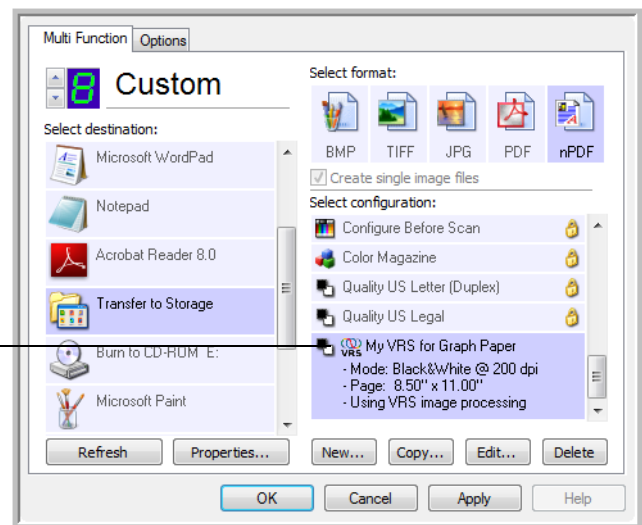 Multi Function
Options
8
Custom
Select destination:
Microsoft WordPad
Notepad
Acrobat Reader 8.0
Transfer to Storage
Burn to CD-ROM  E:
Microsoft Paint
Refresh
Properties...
Select format:
BMP
TIFF
JPG
PDF
nPDF
Create single image files
Select configuration:
Configure Before Scan
Color Magazine
Quality US Letter (Duplex)
Quality US Legal
VRS
My VRS for Graph Paper
- Mode: Black&White @ 200 dpi
- Page: 8.50" x 11.00"
- Using VRS image processing
New...
Copy...
Edit...
Delete
OK
Cancel
Apply
Help